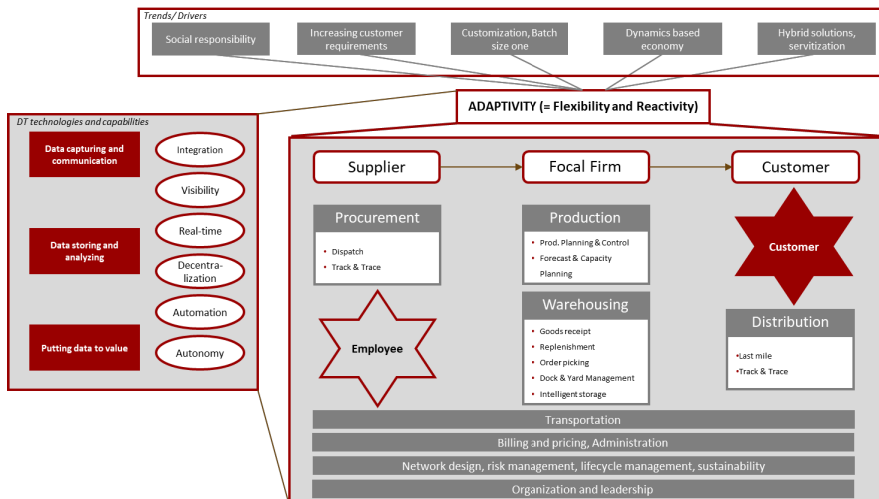 Trends/ Drivers
Social responsibility
Increasing customer
requirements
Customization, Batch
size one
Dynamics based
economy
Hybrid solutions,
servitization
ADAPTIVITY (= Flexibility and Reactivity)
DT technologies and capabilities
Data capturing and
communication
Data storing and
analyzing
Putting data to value
Integration
Visibility
Real-time
Decentra-
lization
Automation
Autonomy
Supplier
Focal Firm
Customer
Procurement
• Dispatch
• Track & Trace
Employee
Production
• Prod. Planning & Control
• Forecast & Capacity
Planning
Warehousing
• Goods receipt
• Replenishment
• Order picking
• Dock & Yard Management
• Intelligent storage
Customer
Distribution
•Last mile
•Track & Trace
Transportation
Billing and pricing, Administration
Network design, risk management, lifecycle management, sustainability
Organization and leadership